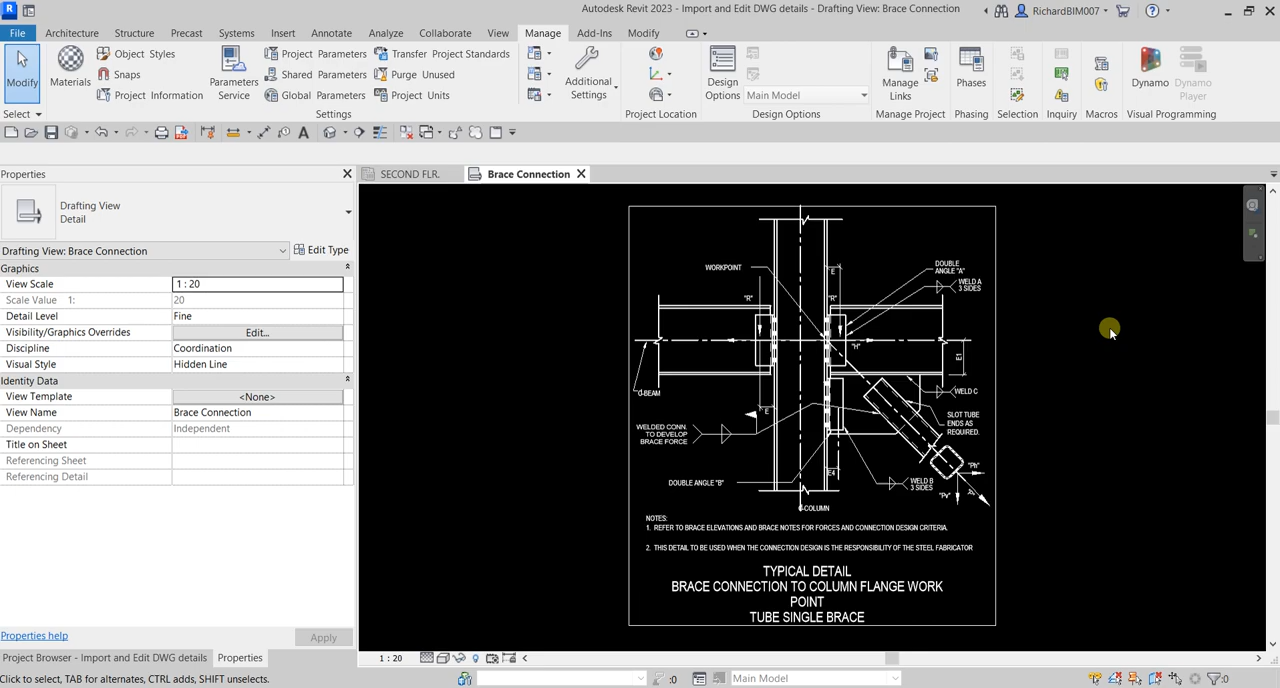 Autodesk Revit 2023 - Import and Edit DWG details - Drafting View: Brace Connection
RichardBIM007
File
Architecture
Structure
Precast
Systems
Insert
Annotate
Analyze
Collaborate
View
Manage
Add-Ins
Modify
Modify
Select
Materials
Object Styles
Snaps
Project Information
Parameters
Service
Project Parameters
Shared Parameters
Global Parameters
Transfer Project Standards
Purge Unused
Project Units
Settings
Additional
Settings
Project Location
Design
Options
Main Model
Design Options
Manage
Links
Manage Project
Phases
Phasing
Selection
Inquiry
Macros
Dynamo
Dynamo
Player
Visual Programming
Properties
SECOND FLR.
Brace Connection
Drafting View
Detail
Drafting View: Brace Connection
Edit Type
Graphics
View Scale 1 : 20
Scale Value 1: 20
Detail Level Fine
Visibility/Graphics Overrides Edit...
Discipline Coordination
Visual Style Hidden Line
Identity Data
View Template <None>
View Name Brace Connection
Dependency Independent
Title on Sheet
Referencing Sheet
Referencing Detail
Properties help
Apply
Project Browser - Import and Edit DWG details
Properties
WORKPOINT
DOUBLE
ANGLE "A"
WELD A
3 SIDES
E
"R"
"R"
"H"
E1
BEAM
WELD C
E
SLOT TUBE
ENDS AS
REQUIRED.
WELDED CONN.
TO DEVELOP
BRACE FORCE
"Ph"
E4
DOUBLE ANGLE "B"
WELD B
3 SIDES
"Pv"
COLUMN
NOTES:
1. REFER TO BRACE ELEVATIONS AND BRACE NOTES FOR FORCES AND CONNECTION DESIGN CRITERIA.
2. THIS DETAIL TO BE USED WHEN THE CONNECTION DESIGN IS THE RESPONSIBILITY OF THE STEEL FABRICATOR
TYPICAL DETAIL
BRACE CONNECTION TO COLUMN FLANGE WORK
POINT
TUBE SINGLE BRACE
1 : 20
Click to select, TAB for alternates, CTRL adds, SHIFT unselects.
:0
Main Model
:0